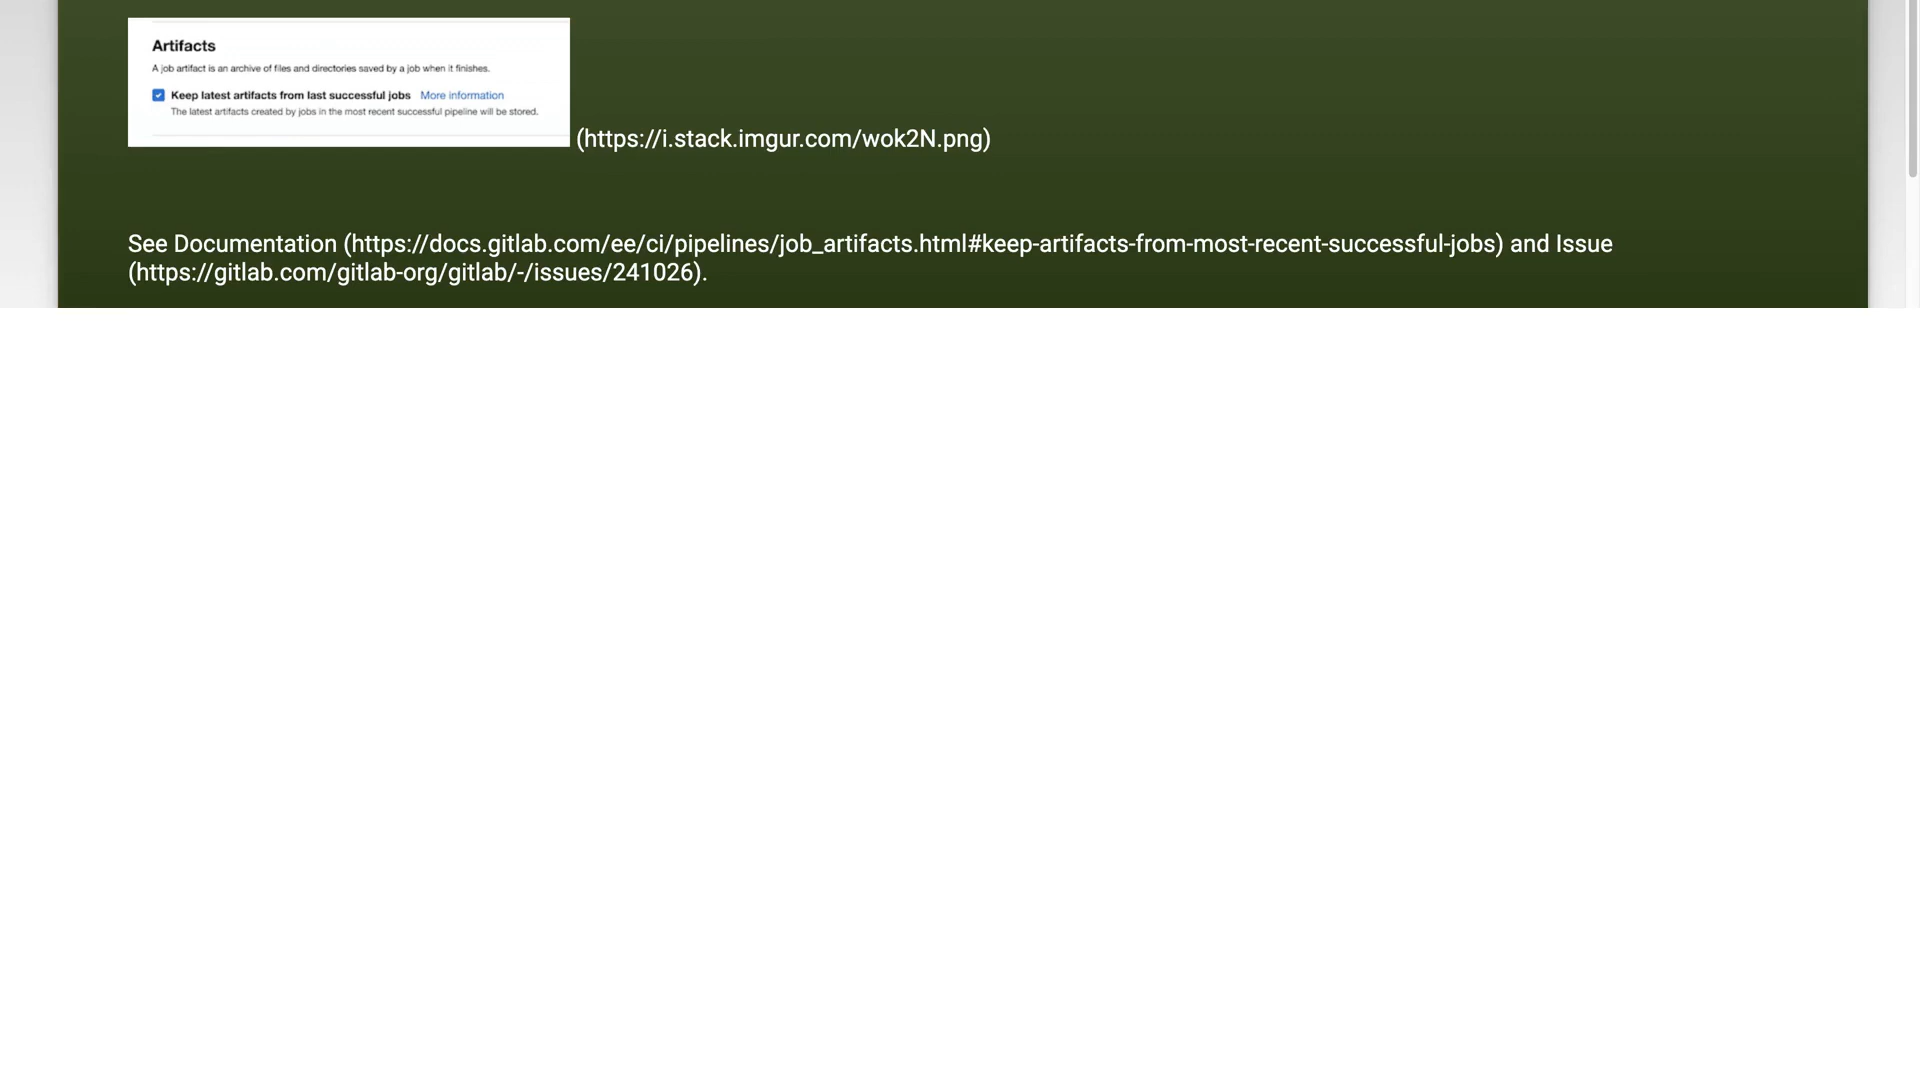 Artifacts
A job artifact is an archive of files and directories saved by a job when it finishes.
Keep latest artifacts from last successful jobs More information
The latest artifacts created by jobs in the most recent successful pipeline will be stored.
(https://i.stack.imgur.com/wok2N.png)
See Documentation (https://docs.gitlab.com/ee/ci/pipelines/job_artifacts.html#keep-artifacts-from-most-recent-successful-jobs) and Issue
(https://gitlab.com/gitlab-org/gitlab/-/issues/241026).